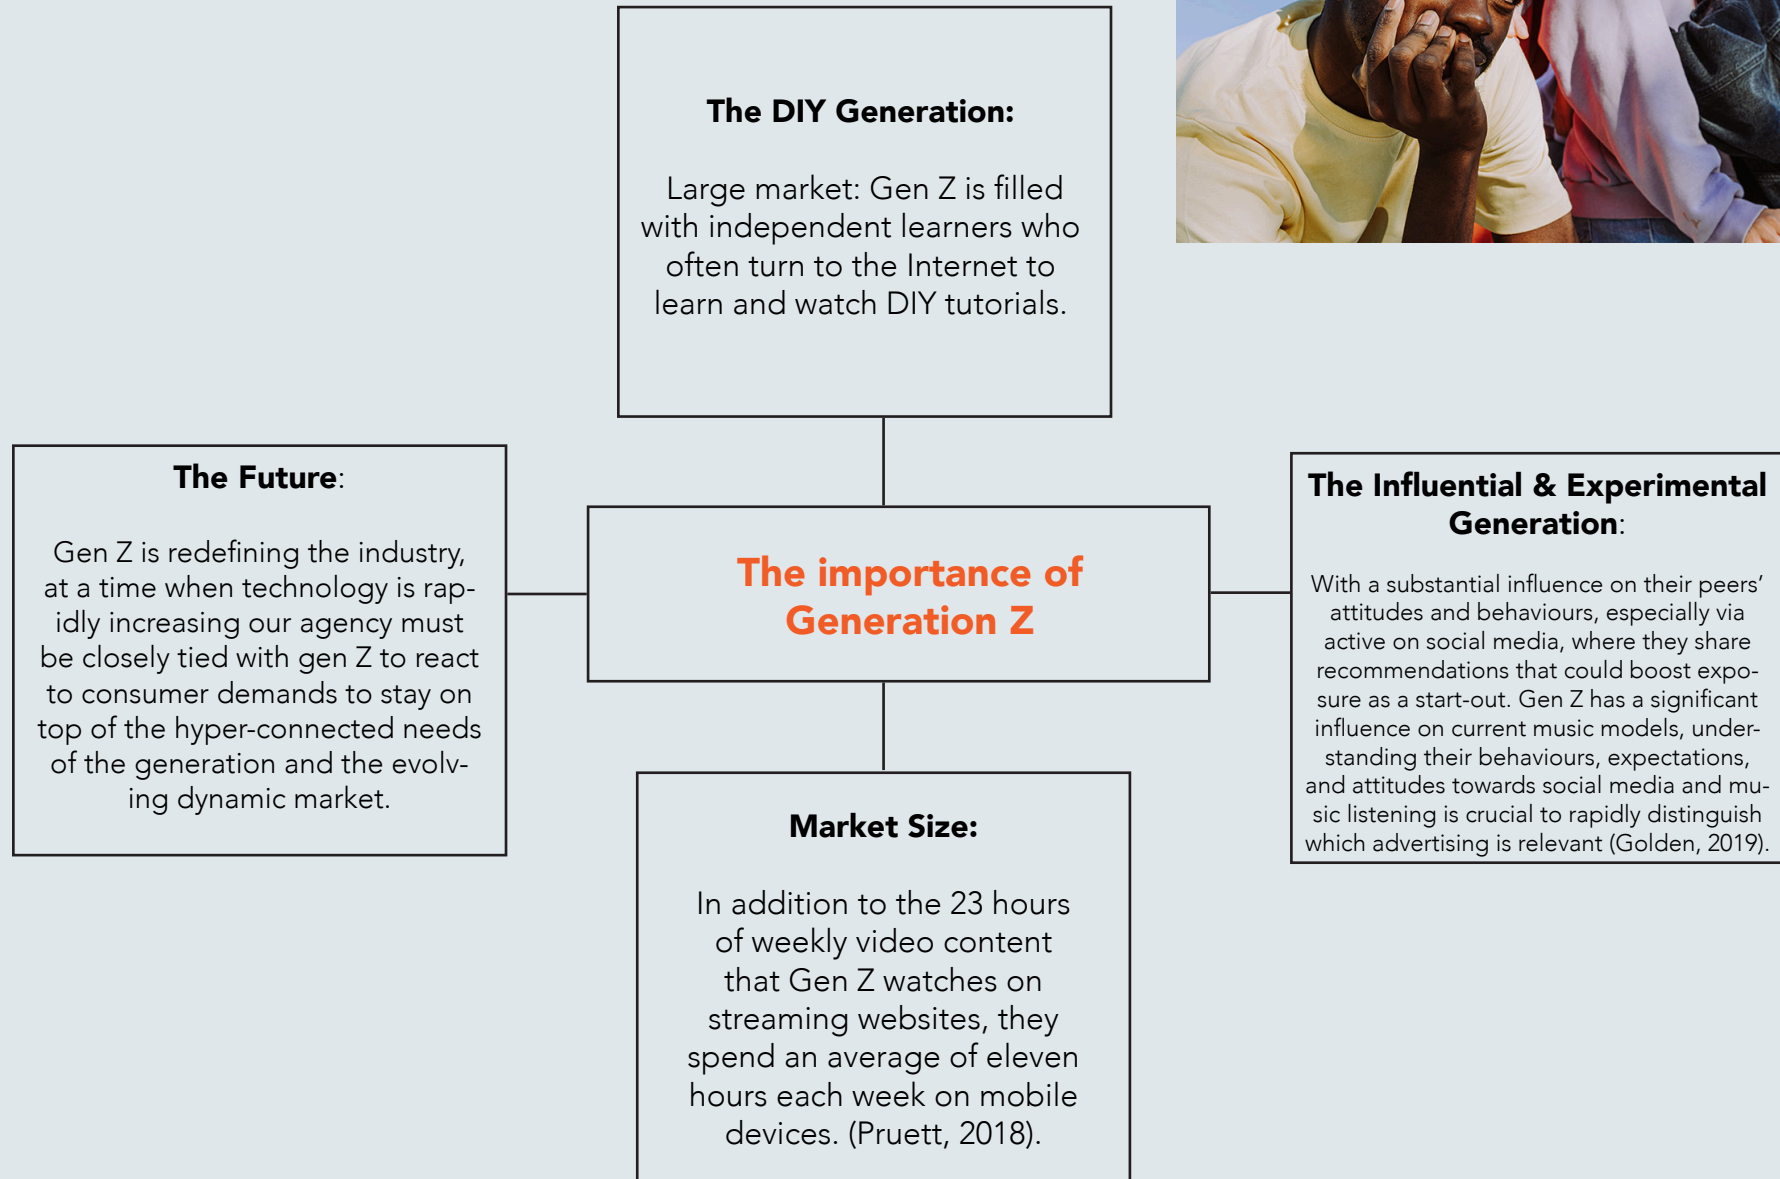 The DIY Generation:
Large market: Gen Z is filled
with independent learners who
often turn to the Internet to
learn and watch DIY tutorials.
The Future:
Gen Z is redefining the industry,
at a time when technology is rap-
idly increasing our agency must
be closely tied with gen Z to react
to consumer demands to stay on
top of the hyper-connected needs
of the generation and the evolv-
ing dynamic market.
The importance of
Generation Z
The Influential & Experimental
Generation:
With a substantial influence on their peers’
attitudes and behaviours, especially via
active on social media, where they share
recommendations that could boost expo-
sure as a start-out. Gen Z has a significant
influence on current music models, under-
standing their behaviours, expectations,
and attitudes towards social media and mu-
sic listening is crucial to rapidly distinguish
which advertising is relevant (Golden, 2019).
Market Size:
In addition to the 23 hours
of weekly video content
that Gen Z watches on
streaming websites, they
spend an average of eleven
hours each week on mobile
devices. (Pruett, 2018).